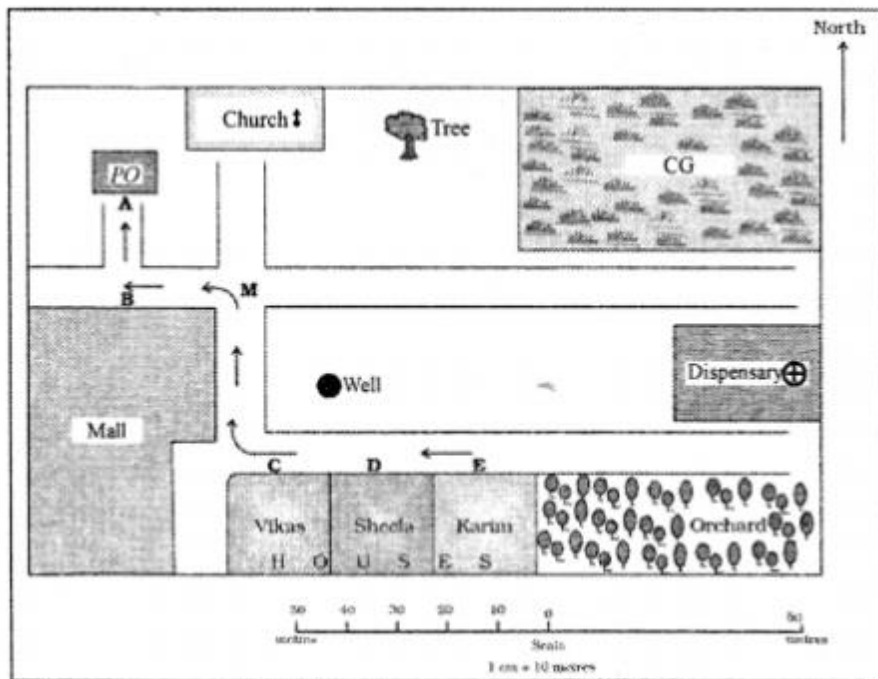 North
Church
Tree
PO
CG
A
B
M
Well
Dispensary
Mall
C
D
E
Vikas
Sheela
Karim
Orchard
H O U S E S
50 40 30 20 10 0 50
metres
Scale
1 cm = 10 metres